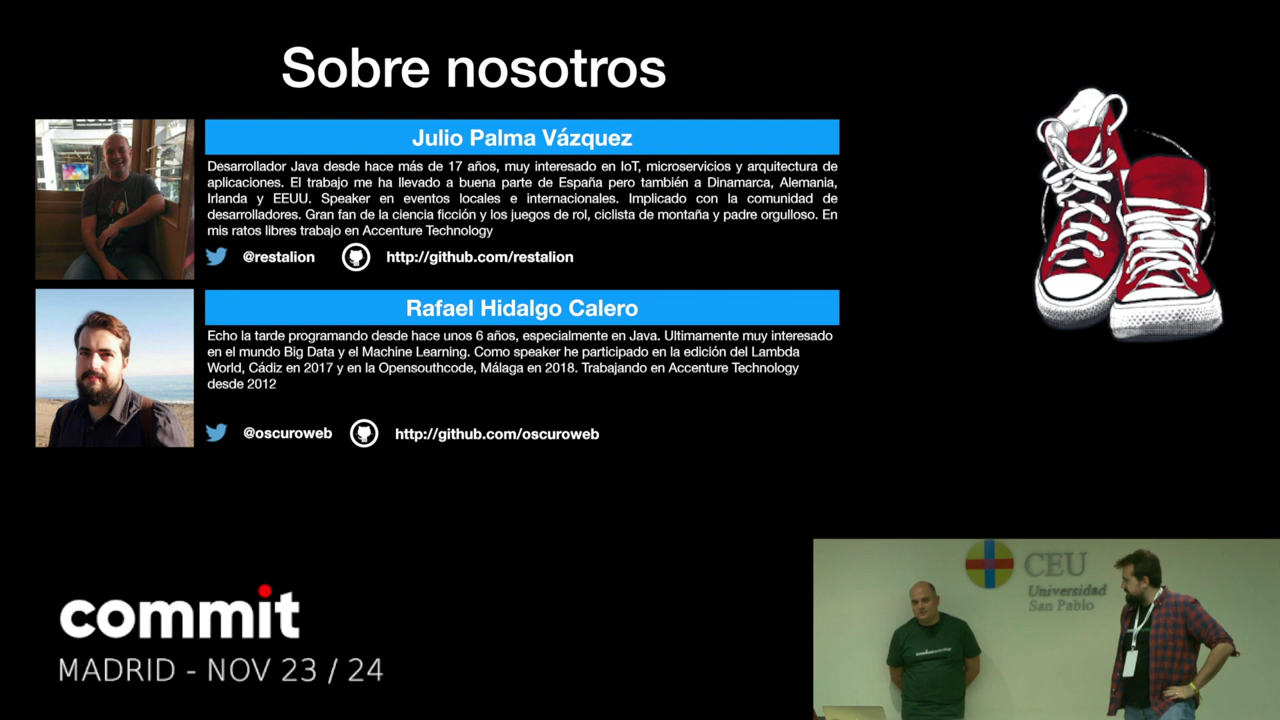 Sobre nosotros
Julio Palma Vázquez
Desarrollador Java desde hace más de 17 años, muy interesado en IoT, microservicios y arquitectura de
aplicaciones. El trabajo me ha llevado a buena parte de España pero también a Dinamarca, Alemania,
Irlanda y EEUU. Speaker en eventos locales e internacionales. Implicado con la comunidad de
desarrolladores. Gran fan de la ciencia ficción y los juegos de rol, ciclista de montaña y padre orgulloso. En
mis ratos libres trabajo en Accenture Technology
@restalion http://github.com/restalion
Rafael Hidalgo Calero
Echo la tarde programando desde hace unos 6 años, especialmente en Java. Ultimamente muy interesado
en el mundo Big Data y el Machine Learning. Como speaker he participado en la edición del Lambda
World, Cádiz en 2017 y en la Opensouthcode, Málaga en 2018. Trabajando en Accenture Technology
desde 2012
@oscuroweb http://github.com/oscuroweb
commit
MADRID - NOV 23 / 24
CEU
Universidad
San Pablo